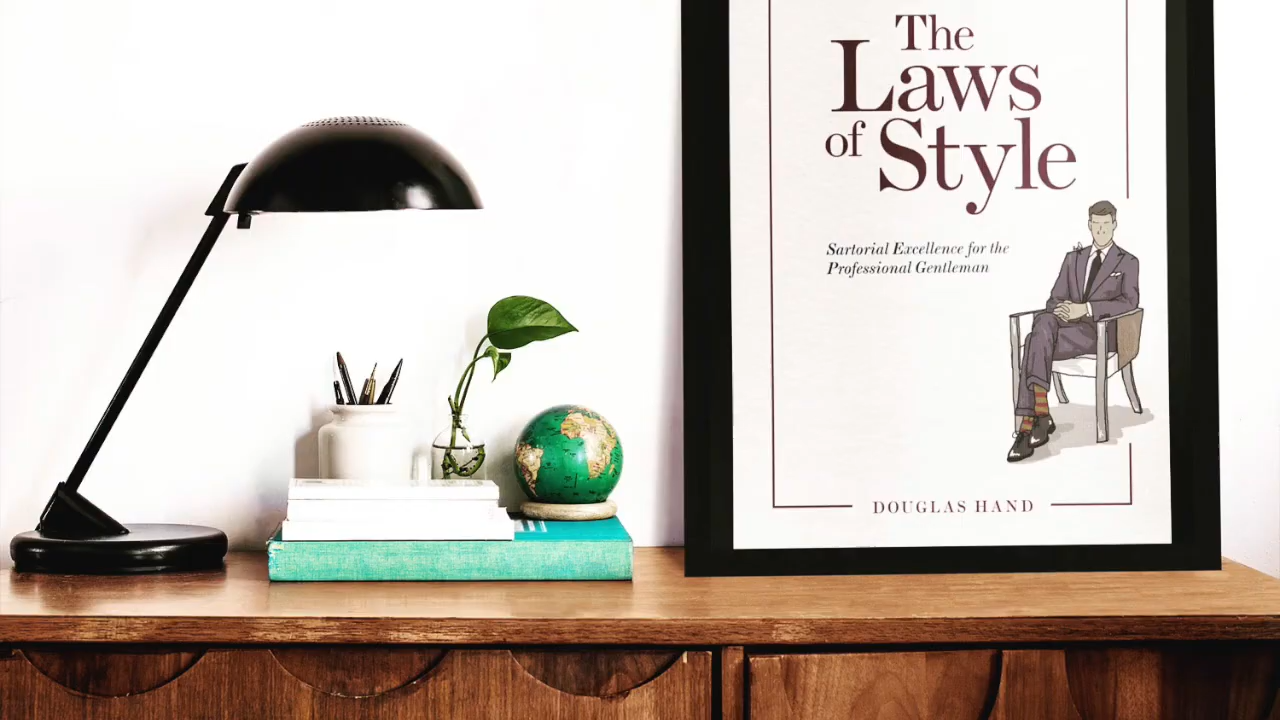 The
Laws
of Style
Sartorial Excellence for the
Professional Gentleman
DOUGLAS HAND